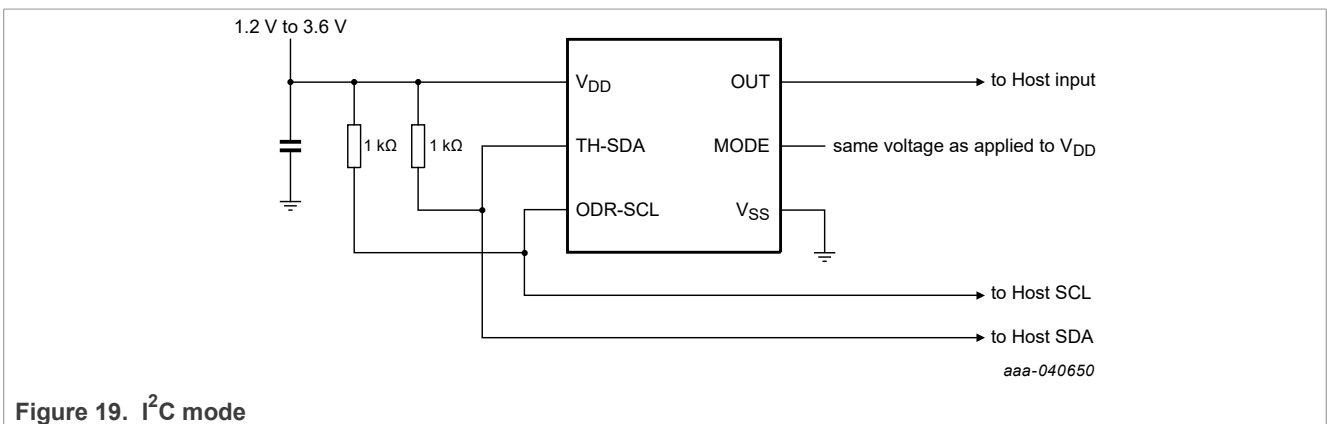 1.2 V to 3.6 V
VDD
OUT
to Host input
1 kΩ
1 kΩ
TH-SDA
MODE
same voltage as applied to VDD
ODR-SCL
VSS
to Host SCL
to Host SDA
aaa-040650
Figure 19. I²C mode